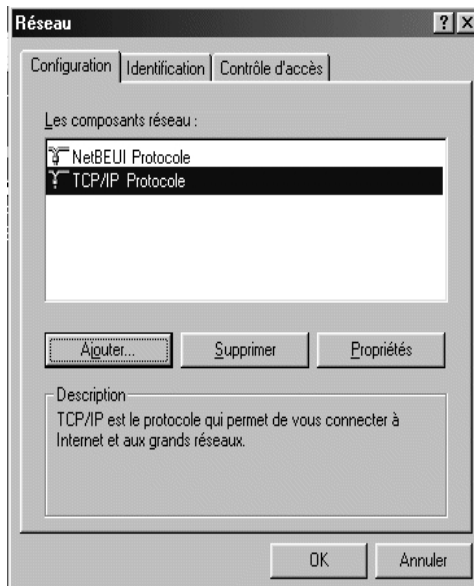 Réseau
Configuration Identification Contrôle d'accès
Les composants réseau :
NetBEUI Protocole
TCP/IP Protocole
Ajouter... Supprimer Propriétés
Description
TCP/IP est le protocole qui permet de vous connecter à
Internet et aux grands réseaux.
OK Annuler